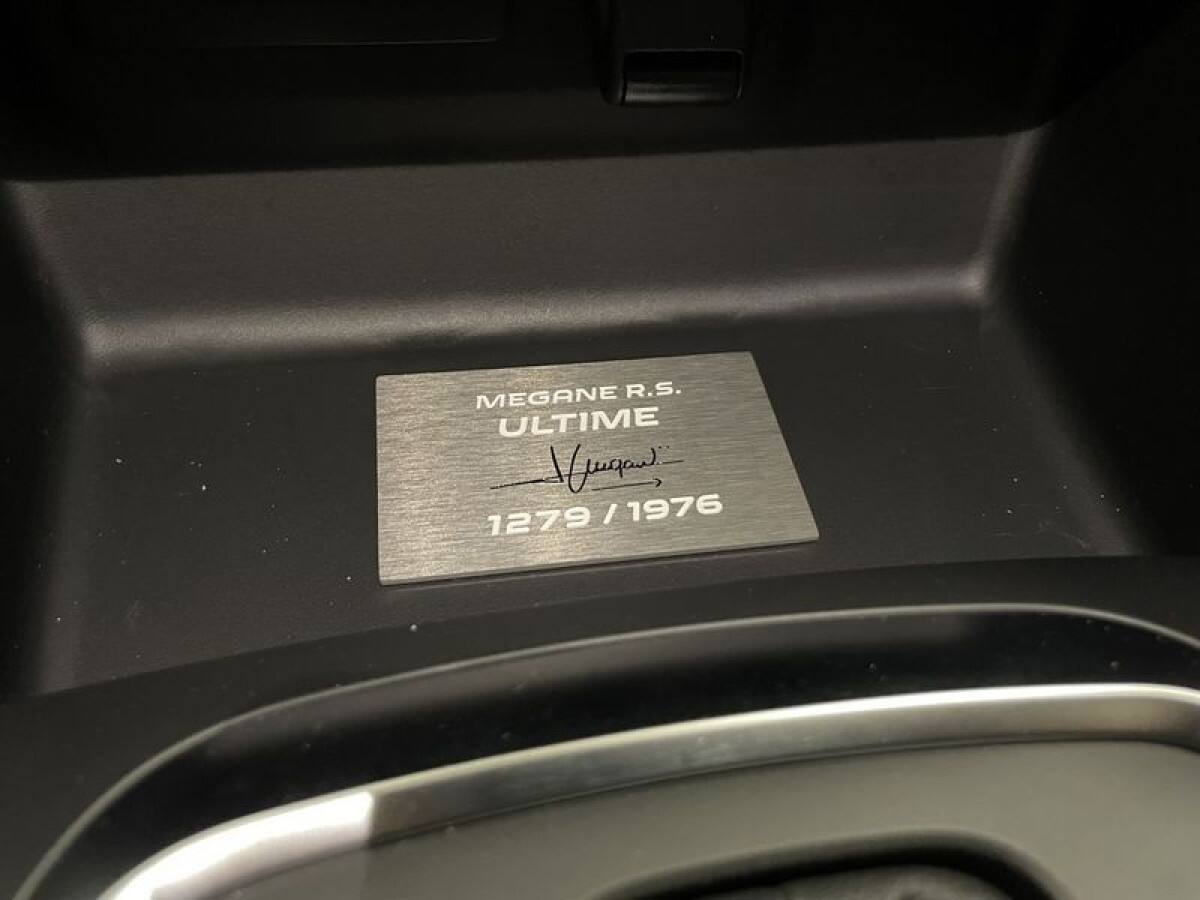 MEGANE R.S.
ULTIME
1279 / 1976